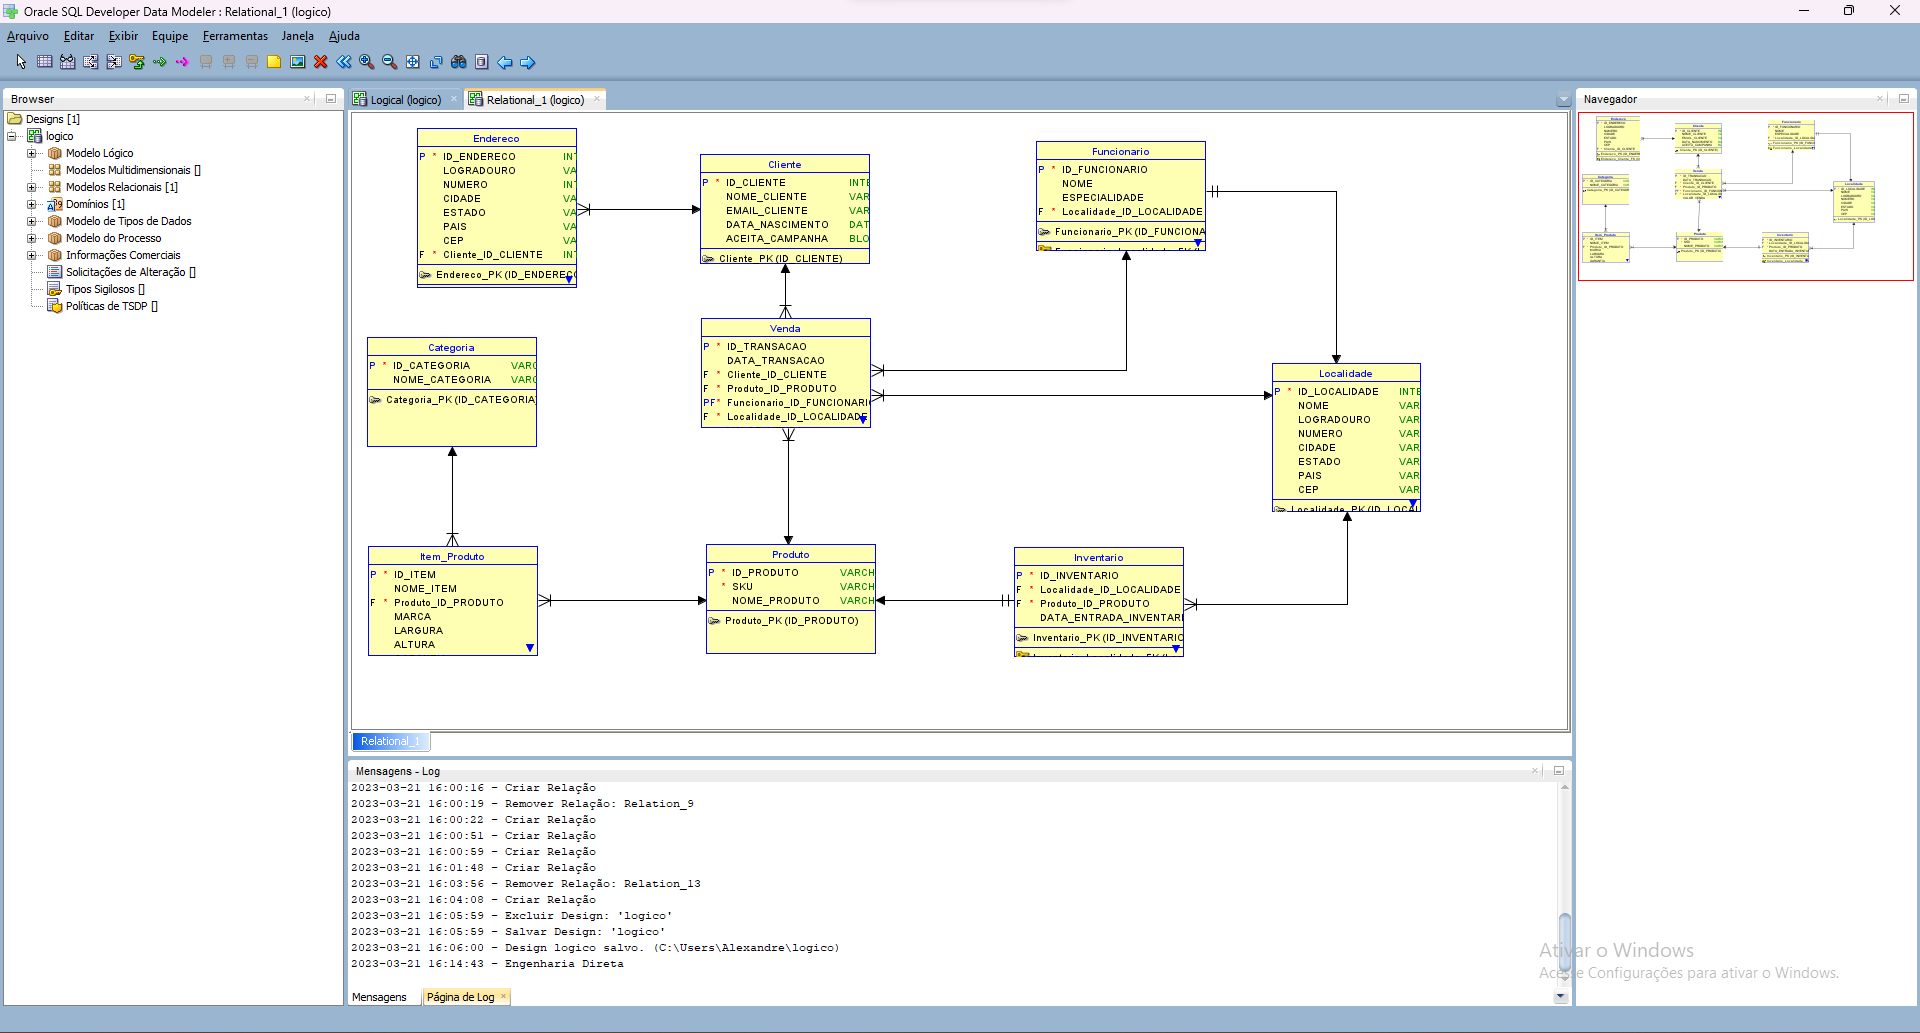 Oracle SQL Developer Data Modeler : Relational_1 (logico)
Arquivo Editar Exibir Equipe Ferramentas Janela Ajuda
Browser
Designs [1]
logico
Modelo Lógico
Modelos Multidimensionais []
Modelos Relacionais [1]
Domínios [1]
Modelo de Tipos de Dados
Modelo do Processo
Informações Comerciais
Solicitações de Alteração []
Tipos Sigilosos []
Políticas de TSDP []
Logical (logico) Relational_1 (logico)
Endereco
P * ID_ENDERECO INT
LOGRADOURO VA
NUMERO INT
CIDADE VA
ESTADO VA
PAIS VA
CEP VA
F * Cliente_ID_CLIENTE INT
Endereco_PK (ID_ENDEREC
Cliente
P * ID_CLIENTE INTE
NOME_CLIENTE VAR
EMAIL_CLIENTE VAR
DATA_NASCIMENTO DAT
ACEITA_CAMPANHA BLO
Cliente_PK (ID_CLIENTE)
Funcionario
P * ID_FUNCIONARIO
NOME
ESPECIALIDADE
F * Localidade_ID_LOCALIDADE
Funcionario_PK (ID_FUNCIONA
Categoria
P * ID_CATEGORIA VARC
NOME_CATEGORIA VARC
Categoria_PK (ID_CATEGORIA
Venda
P * ID_TRANSACAO
DATA_TRANSACAO
F * Cliente_ID_CLIENTE
F * Produto_ID_PRODUTO
PF* Funcionario_ID_FUNCIONARI
F * Localidade_ID_LOCALIDADE
Localidade
P * ID_LOCALIDADE INTE
NOME VAR
LOGRADOURO VAR
NUMERO VAR
CIDADE VAR
ESTADO VAR
PAIS VAR
CEP VAR
Localidade_PK (ID_LOCAL
Item_Produto
P * ID_ITEM
NOME_ITEM
F * Produto_ID_PRODUTO
MARCA
LARGURA
ALTURA
Produto
P * ID_PRODUTO VARCH
* SKU VARCH
NOME_PRODUTO VARCH
Produto_PK (ID_PRODUTO)
Inventario
P * ID_INVENTARIO
F * Localidade_ID_LOCALIDADE
F * Produto_ID_PRODUTO
DATA_ENTRADA_INVENTARI
Inventario_PK (ID_INVENTARIO
Relational_1
Navegador
Mensagens - Log
2023-03-21 16:00:16 - Criar Relação
2023-03-21 16:00:19 - Remover Relação: Relation_9
2023-03-21 16:00:22 - Criar Relação
2023-03-21 16:00:51 - Criar Relação
2023-03-21 16:00:59 - Criar Relação
2023-03-21 16:01:48 - Criar Relação
2023-03-21 16:03:56 - Remover Relação: Relation_13
2023-03-21 16:04:08 - Criar Relação
2023-03-21 16:05:59 - Excluir Design: 'logico'
2023-03-21 16:05:59 - Salvar Design: 'logico'
2023-03-21 16:06:00 - Design logico salvo. (C:\Users\Alexandre\logico)
2023-03-21 16:14:43 - Engenharia Direta
Mensagens Página de Log
Ativar o Windows
Acesse Configurações para ativar o Windows.